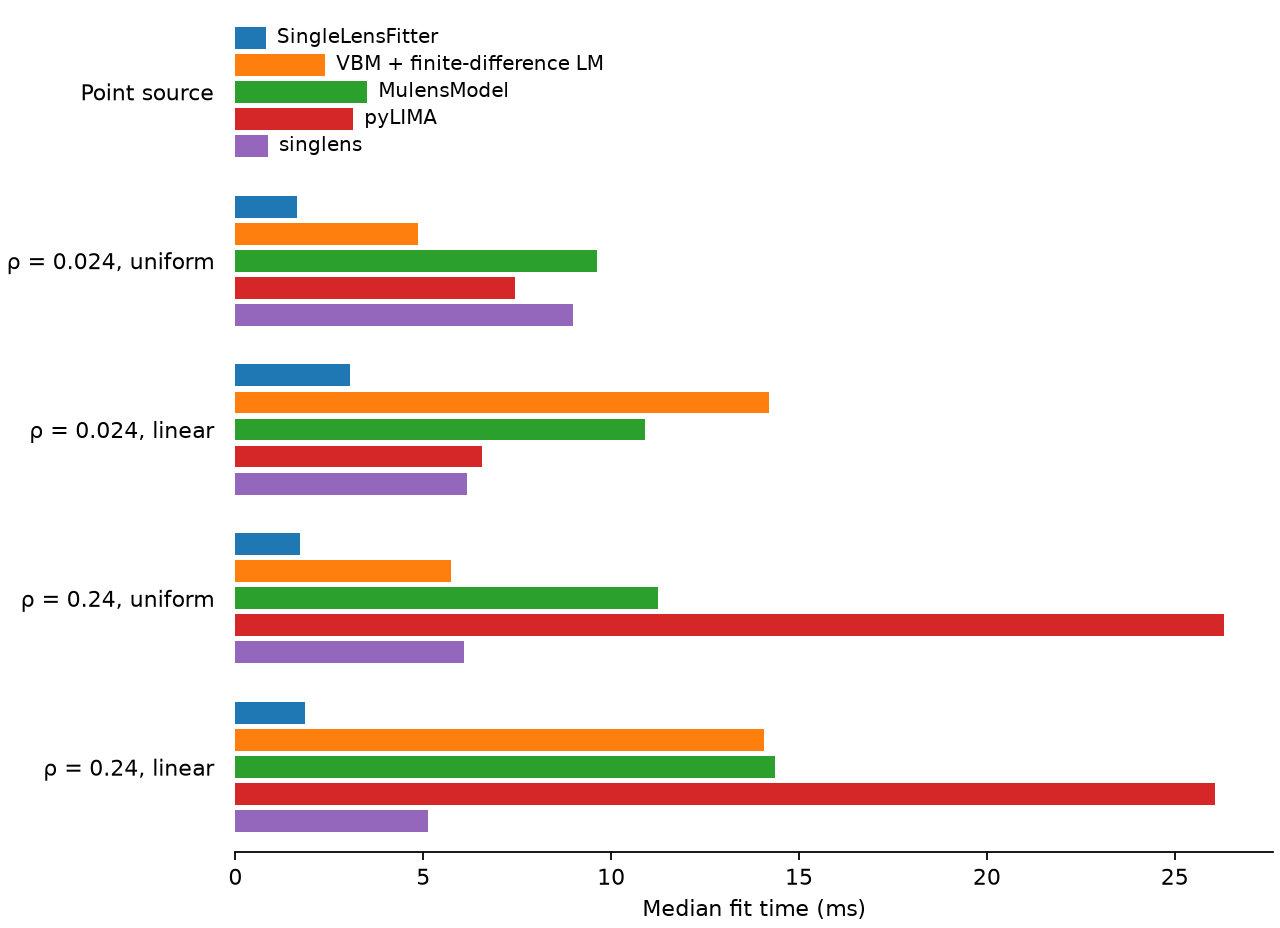 SingleLensFitter
VBM + finite-difference LM
MulensModel
pyLIMA
singlens
Point source
ρ = 0.024, uniform
ρ = 0.024, linear
ρ = 0.24, uniform
ρ = 0.24, linear
0 5 10 15 20 25
Median fit time (ms)